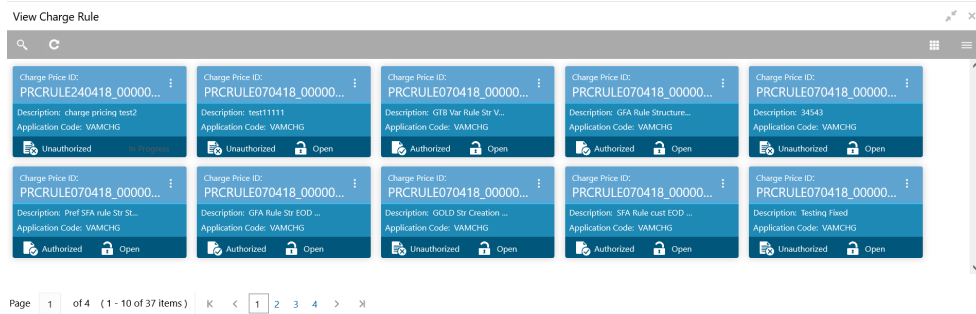 View Charge Rule
Charge Price ID: Charge Price ID: Charge Price ID: Charge Price ID: Charge Price ID:
PRCRULE240418_00000... PRCRULE070418_00000... PRCRULE070418_00000... PRCRULE070418_00000... PRCRULE070418_00000...
Description: charge pricing test2 Description: test11111 Description: GTB Var Rule Str V... Description: GFA Rule Structure... Description: 34543
Application Code: VAMCHG Application Code: VAMCHG Application Code: VAMCHG Application Code: VAMCHG Application Code: VAMCHG
Unauthorized In Progress Unauthorized Open Authorized Open Authorized Open Unauthorized Open
Charge Price ID: Charge Price ID: Charge Price ID: Charge Price ID: Charge Price ID:
PRCRULE070418_00000... PRCRULE070418_00000... PRCRULE070418_00000... PRCRULE070418_00000... PRCRULE070418_00000...
Description: Pref SFA rule Str St... Description: GFA Rule Str EOD ... Description: GOLD Str Creation ... Description: SFA Rule cust EOD ... Description: Testing Fixed
Application Code: VAMCHG Application Code: VAMCHG Application Code: VAMCHG Application Code: VAMCHG Application Code: VAMCHG
Authorized Open Authorized Open Unauthorized Open Authorized Open Unauthorized Open
Page 1 of 4 (1 - 10 of 37 items) 1 2 3 4